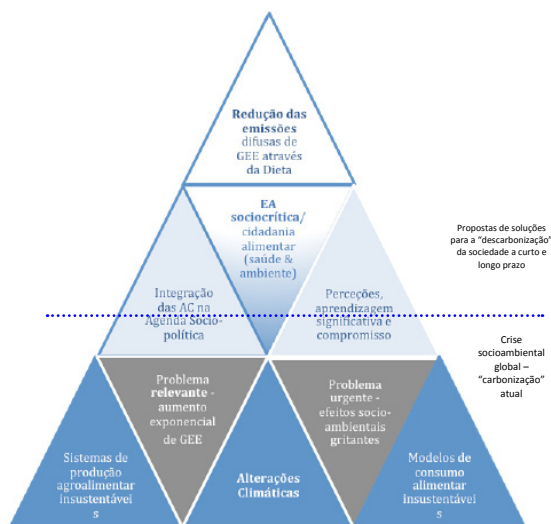 Redução das
emissões
difusas de
GEE através
da Dieta
EA
sociocrítica/
cidadania
alimentar
(saúde &
ambiente)
Integração
das AC na
Agenda Socio-
política
Perceções,
aprendizagem
significativa e
compromisso
Propostas de soluções
para a “descarbonização”
da sociedade a curto e
longo prazo
Crise
socioambiental
global –
“carbonização”
atual
Problema
relevante -
aumento
exponencial
de GEE
Problema
urgente -
efeitos socio-
ambientais
gritantes
Sistemas de
produção
agroalimentar
insustentávei
s
Alterações
Climáticas
Modelos de
consumo
alimentar
insustentávei
s